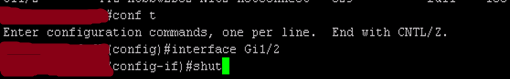 #conf t
Enter configuration commands, one per line.  End with CNTL/Z.
(config)#interface Gi1/2
(config-if)#shut